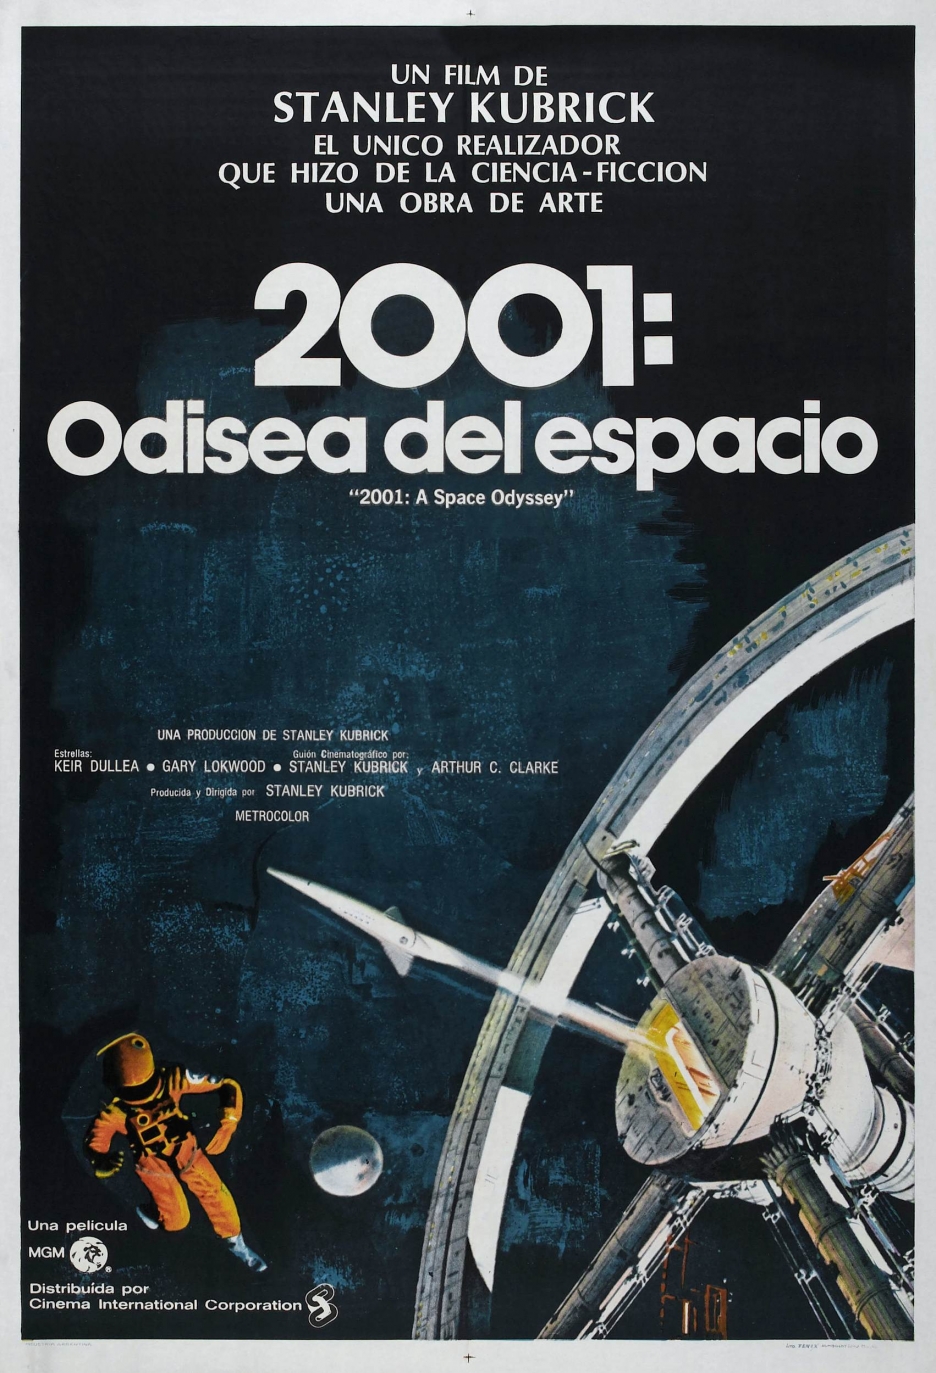 UN FILM DE
STANLEY KUBRICK
EL UNICO REALIZADOR
QUE HIZO DE LA CIENCIA-FICCION
UNA OBRA DE ARTE
2001:
Odisea del espacio
“2001: A Space Odyssey”
UNA PRODUCCION DE STANLEY KUBRICK
Estrellas: Guión Cinematográfico por:
KEIR DULLEA • GARY LOKWOOD • STANLEY KUBRICK y ARTHUR C. CLARKE
Producida y Dirigida por STANLEY KUBRICK
METROCOLOR
Una pelicula
MGM ®
Distribuída por
Cinema International Corporation